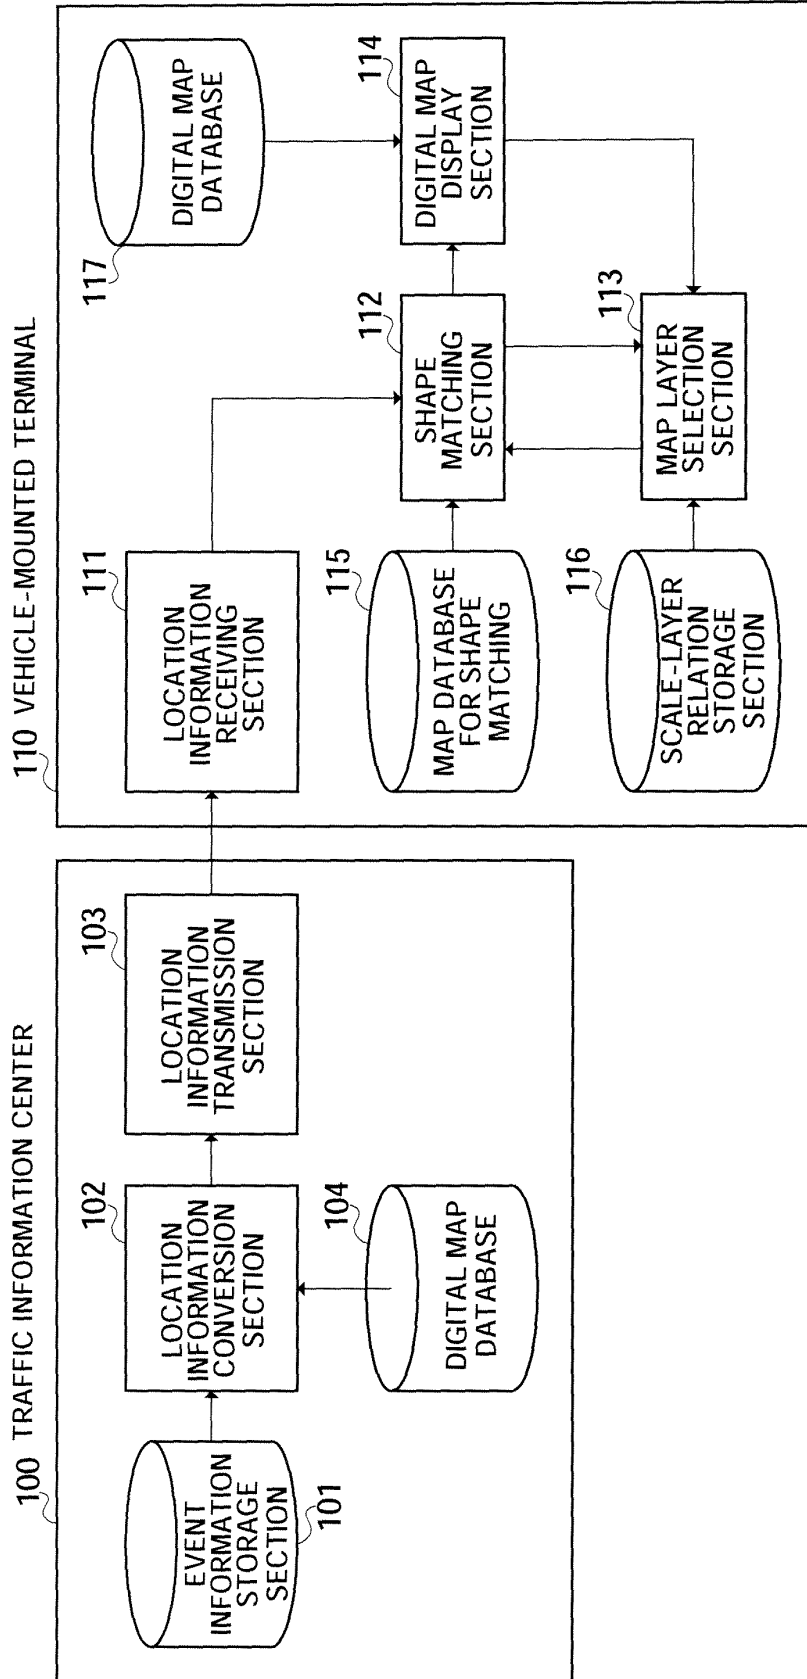 100 TRAFFIC INFORMATION CENTER
101
EVENT
INFORMATION
STORAGE
SECTION
102
LOCATION
INFORMATION
CONVERSION
SECTION
103
LOCATION
INFORMATION
TRANSMISSION
SECTION
104
DIGITAL MAP
DATABASE
110 VEHICLE-MOUNTED TERMINAL
111
LOCATION
INFORMATION
RECEIVING
SECTION
117
DIGITAL MAP
DATABASE
115
MAP DATABASE
FOR SHAPE
MATCHING
112
SHAPE
MATCHING
SECTION
114
DIGITAL MAP
DISPLAY
SECTION
116
SCALE-LAYER
RELATION
STORAGE
SECTION
113
MAP LAYER
SELECTION
SECTION